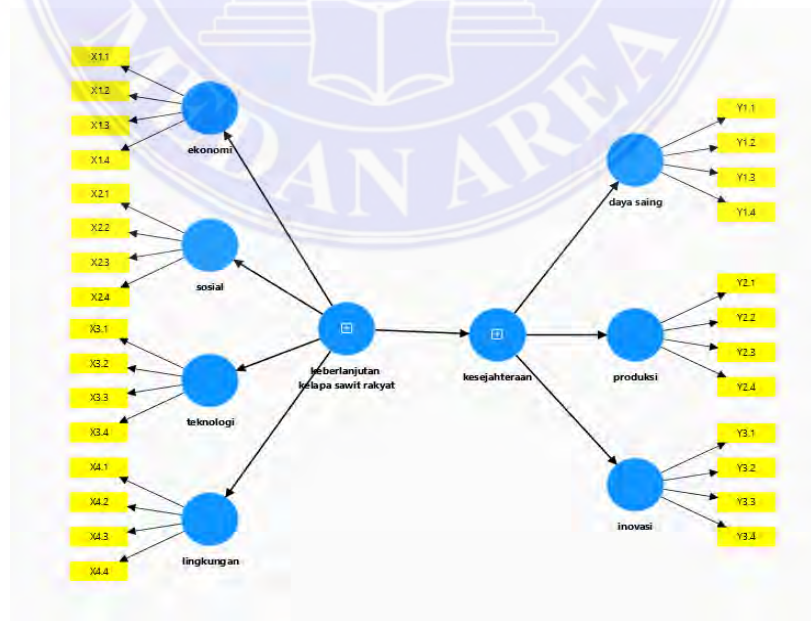 MEDAN AREA
X1.1
X1.2
X1.3
X1.4
ekonomi
X2.1
X2.2
X2.3
X2.4
sosial
X3.1
X3.2
X3.3
X3.4
teknologi
X4.1
X4.2
X4.3
X4.4
lingkungan
keberlanjutan
kelapa sawit rakyat
kesejahteraan
daya saing
Y1.1
Y1.2
Y1.3
Y1.4
produksi
Y2.1
Y2.2
Y2.3
Y2.4
inovasi
Y3.1
Y3.2
Y3.3
Y3.4